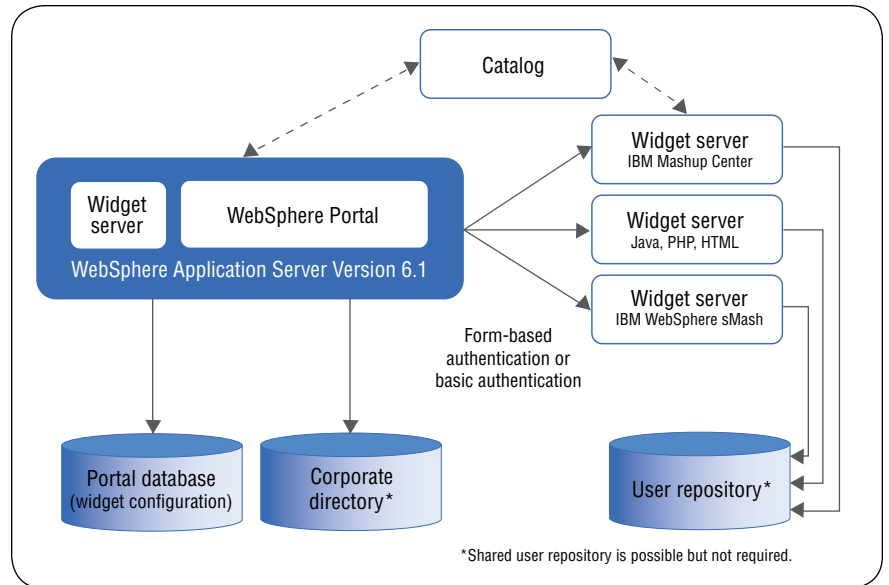 Catalog
Widget server
IBM Mashup Center
Widget
server
WebSphere Portal
WebSphere Application Server Version 6.1
Widget server
Java, PHP, HTML
Widget server
IBM WebSphere sMash
Form-based
authentication or
basic authentication
Portal database
(widget configuration)
Corporate
directory*
User repository*
*Shared user repository is possible but not required.